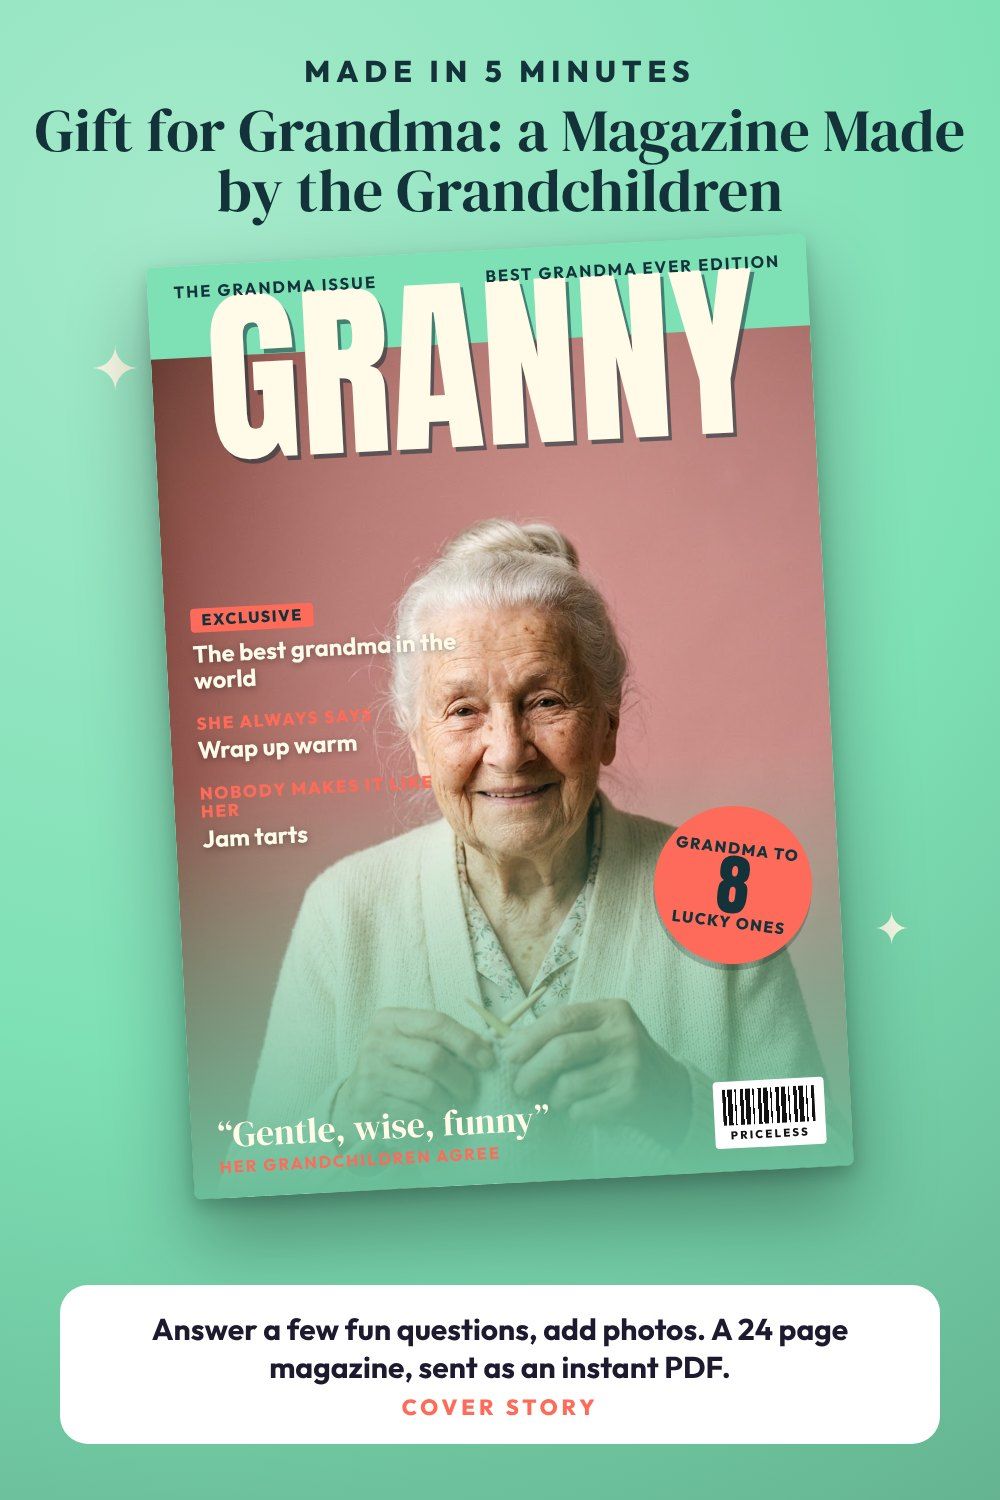 MADE IN 5 MINUTES
Gift for Grandma: a Magazine Made
by the Grandchildren
THE GRANDMA ISSUE
BEST GRANDMA EVER EDITION
GRANNY
EXCLUSIVE
The best grandma in the
world
SHE ALWAYS SAYS
Wrap up warm
NOBODY MAKES IT LIKE
HER
Jam tarts
GRANDMA TO
8
LUCKY ONES
“Gentle, wise, funny”
HER GRANDCHILDREN AGREE
PRICELESS
Answer a few fun questions, add photos. A 24 page
magazine, sent as an instant PDF.
COVER STORY